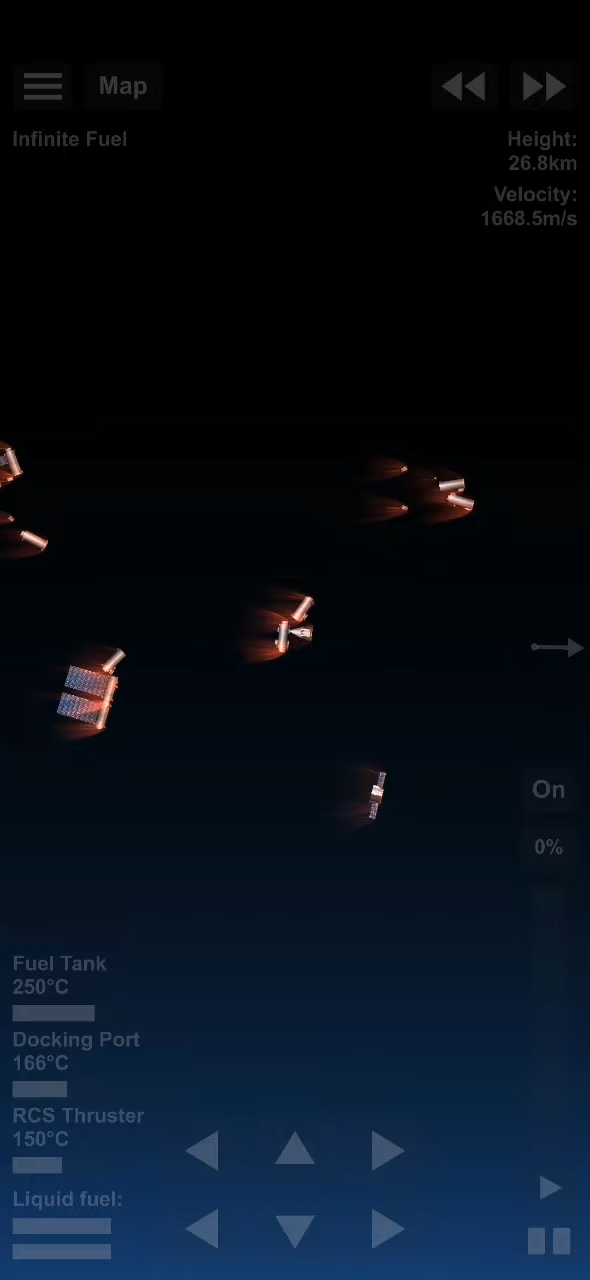 Map
Infinite Fuel
Height:
26.8km
Velocity:
1668.5m/s
On
0%
Fuel Tank
250°C
Docking Port
166°C
RCS Thruster
150°C
Liquid fuel: